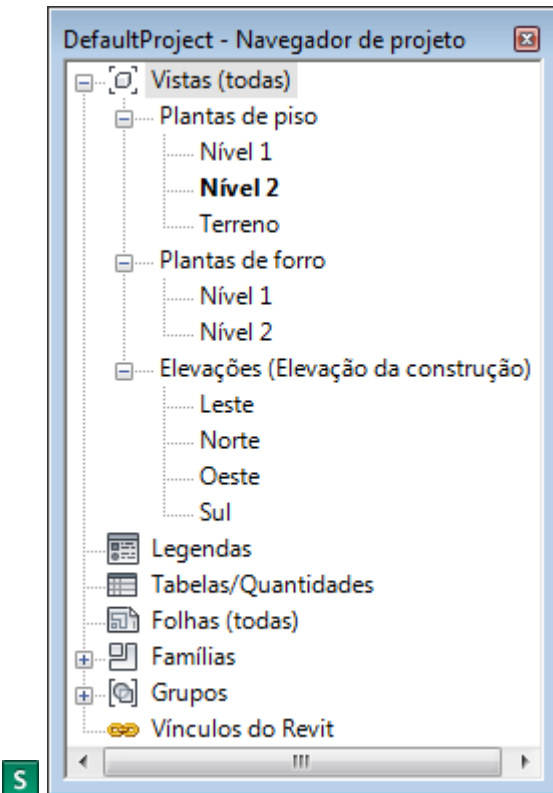 DefaultProject - Navegador de projeto
Vistas (todas)
Plantas de piso
Nível 1
Nível 2
Terreno
Plantas de forro
Nível 1
Nível 2
Elevações (Elevação da construção)
Leste
Norte
Oeste
Sul
Legendas
Tabelas/Quantidades
Folhas (todas)
Famílias
Grupos
Vínculos do Revit
S